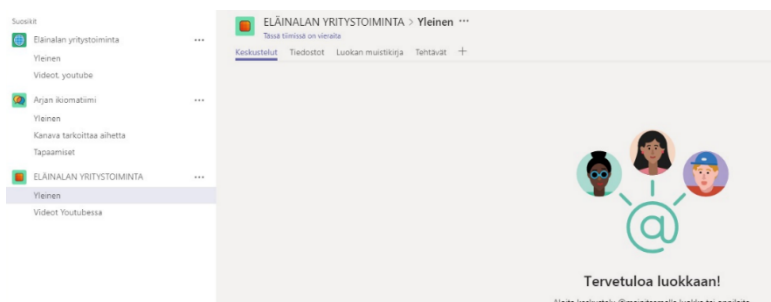 Suosikit
Eläinalan yritystoiminta ...
Yleinen
Videot: youtube
Arjan ikiomatiimi ...
Yleinen
Kanava tarkoittaa aihetta
Tapaamiset
ELÄINALAN YRITYSTOIMINTA ...
Yleinen
Videot Youtubessa
ELÄINALAN YRITYSTOIMINTA > Yleinen ...
Tässä tiimissä on vieraita
Keskustelut Tiedostot Luokan muistikirja Tehtävät +
@
Tervetuloa luokkaan!